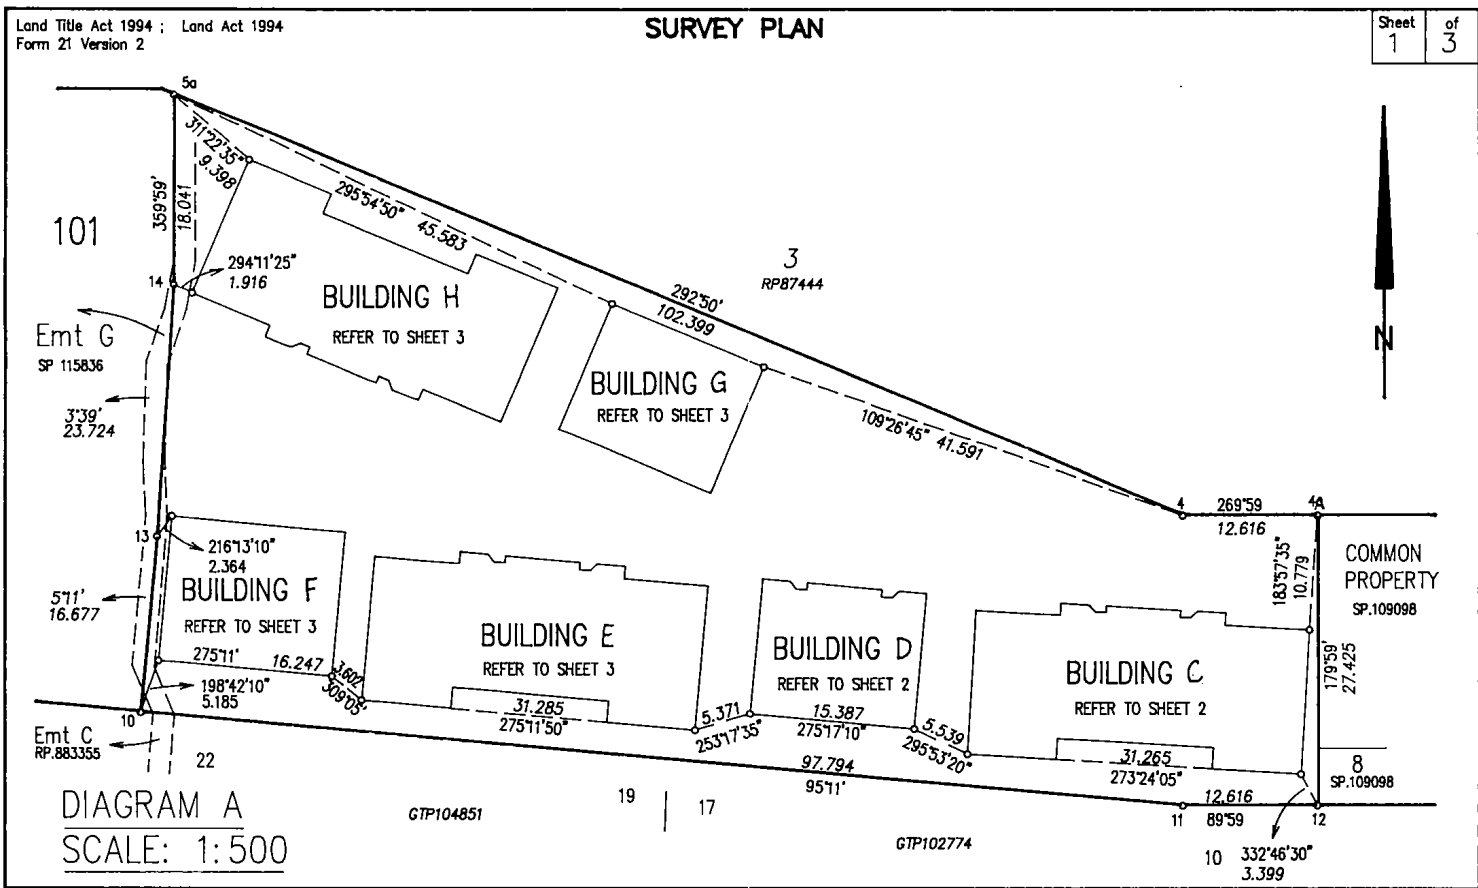 Land Title Act 1994 ; Land Act 1994
Form 21 Version 2
SURVEY PLAN
Sheet
1
of
3
5a
311°22'35"
9.398
359°59'
18.041
101
295°54'50" 45.583
3
RP87444
294°11'25"
1.916
14
BUILDING H
REFER TO SHEET 3
292°50'
102.399
N
Emt G
SP 115836
BUILDING G
REFER TO SHEET 3
3°39'
23.724
109°26'45" 41.591
4
269°59
12.616
4A
13
216°13'10"
2.364
183°57'35"
10.779
COMMON
PROPERTY
SP.109098
5°11'
16.677
BUILDING F
REFER TO SHEET 3
BUILDING E
REFER TO SHEET 3
BUILDING D
REFER TO SHEET 2
BUILDING C
REFER TO SHEET 2
275°11' 16.247
3.602
309°05'
179°59'
27.425
198°42'10"
5.185
31.285
275°11'50"
5.371
253°17'35"
15.387
275°17'10"
5.539
295°53'20"
31.265
273°24'05"
10
Emt C
RP.883355
22
97.794
95°11'
8
SP.109098
12.616
89°59
11
12
DIAGRAM A
SCALE: 1:500
GTP104851
19
17
GTP102774
10
332°46'30"
3.399